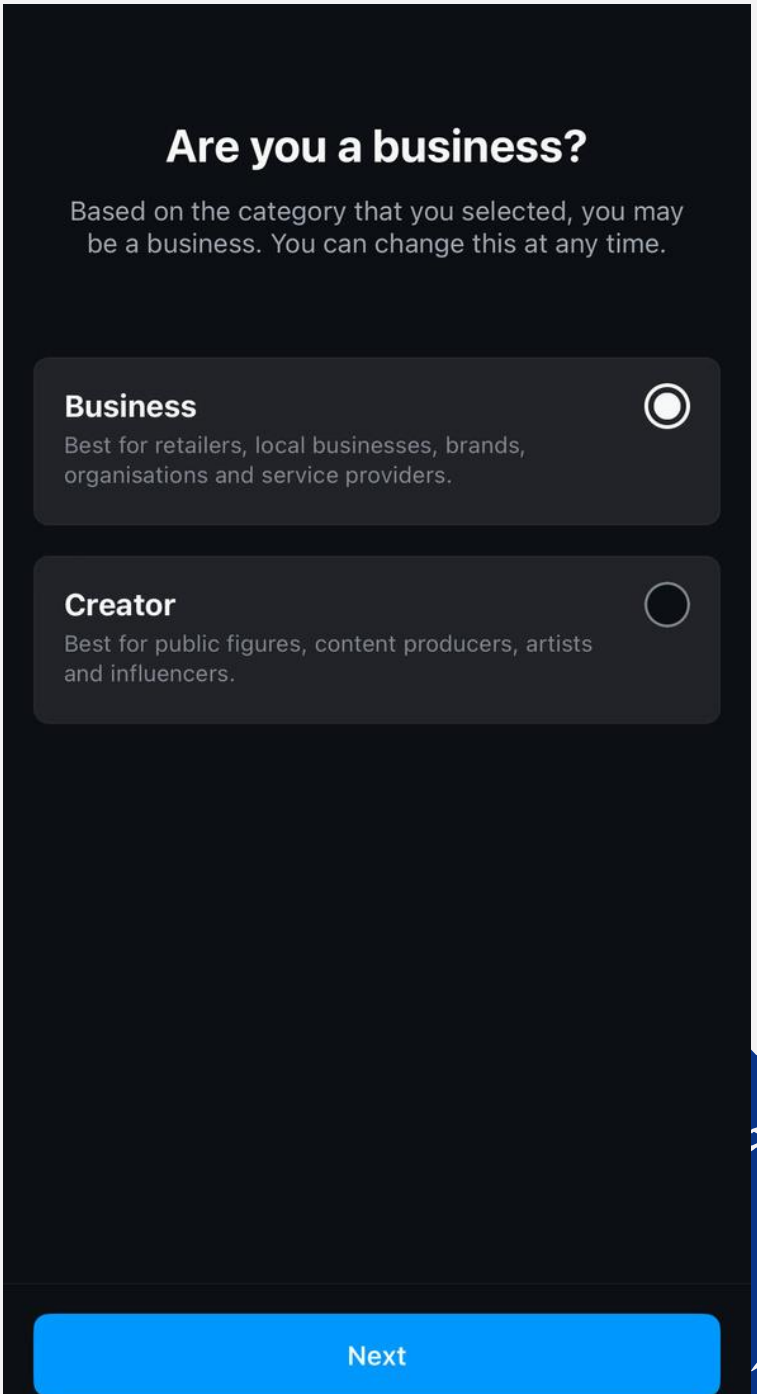 Are you a business?
Based on the category that you selected, you may
be a business. You can change this at any time.
Business
Best for retailers, local businesses, brands,
organisations and service providers.
Creator
Best for public figures, content producers, artists
and influencers.
Next